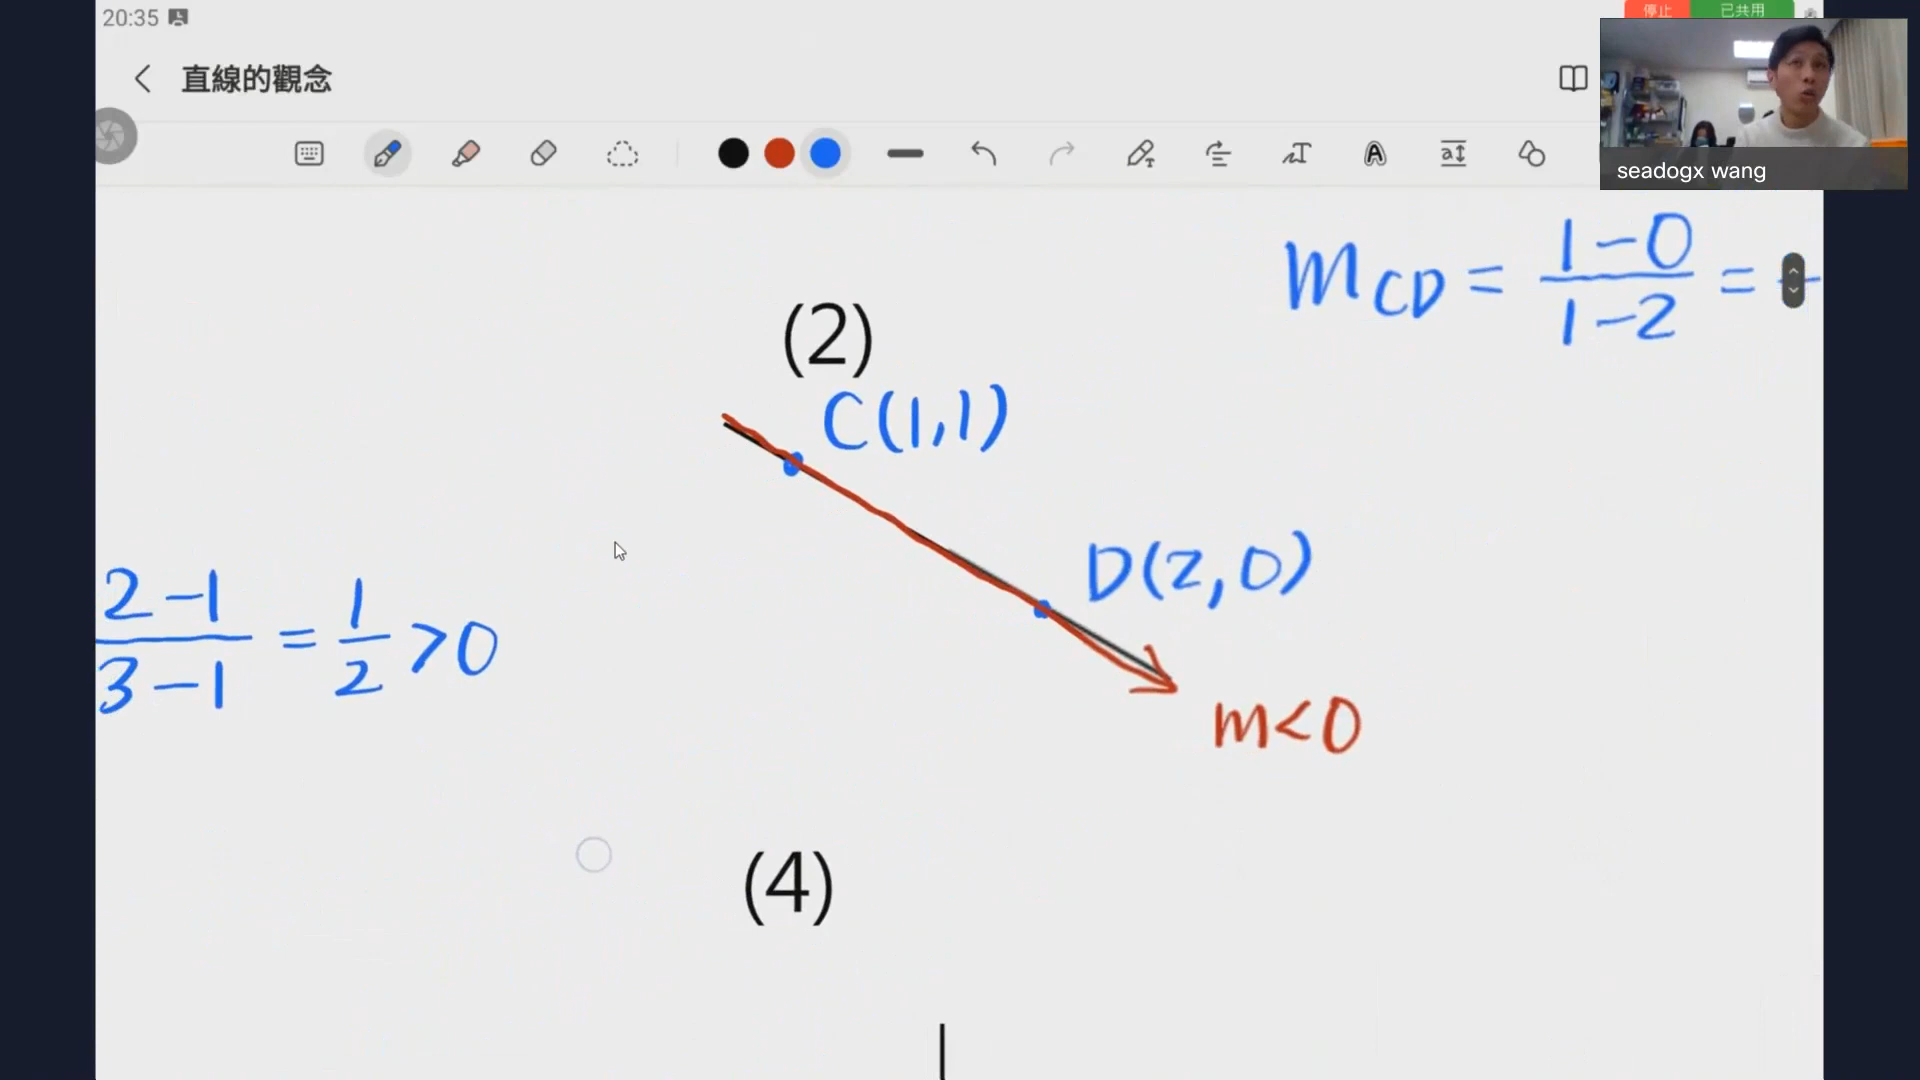 20:35
停止 已共用
直線的觀念
seadogx wang
m_CD = (1-0)/(1-2) =
(2)
C(1,1)
D(2,0)
(2-1)/(3-1) = 1/2 >0
m<0
(4)